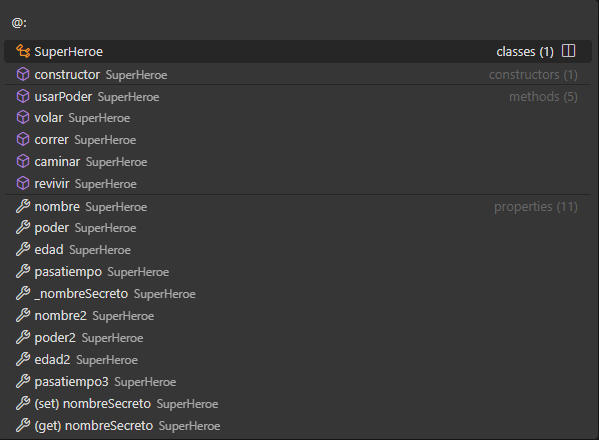 @:
SuperHeroe classes (1)
constructor SuperHeroe constructors (1)
usarPoder SuperHeroe methods (5)
volar SuperHeroe
correr SuperHeroe
caminar SuperHeroe
revivir SuperHeroe
nombre SuperHeroe properties (11)
poder SuperHeroe
edad SuperHeroe
pasatiempo SuperHeroe
_nombreSecreto SuperHeroe
nombre2 SuperHeroe
poder2 SuperHeroe
edad2 SuperHeroe
pasatiempo3 SuperHeroe
(set) nombreSecreto SuperHeroe
(get) nombreSecreto SuperHeroe